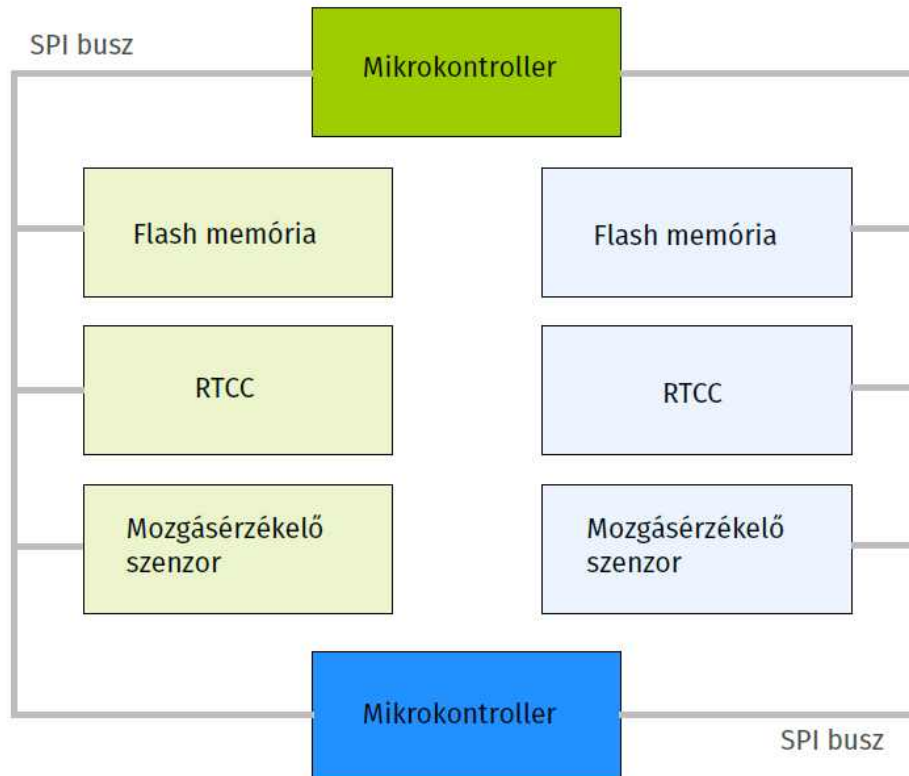 SPI busz
Mikrokontroller
Flash memória
Flash memória
RTCC
RTCC
Mozgásérzékelő
szenzor
Mozgásérzékelő
szenzor
Mikrokontroller
SPI busz